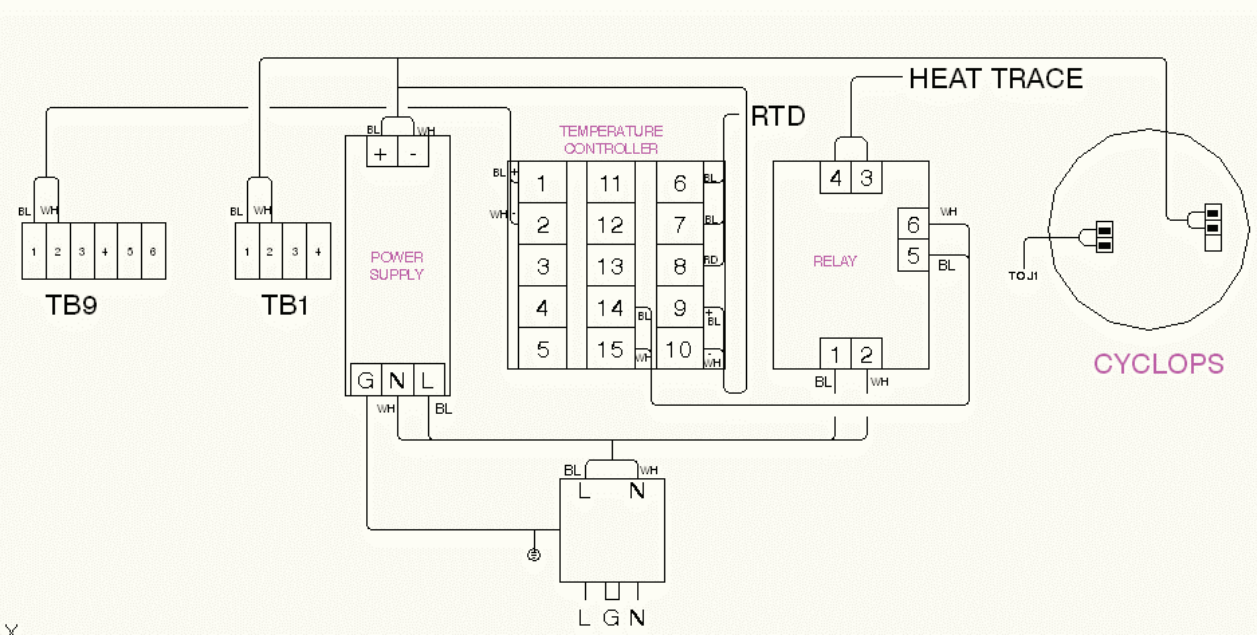 HEAT TRACE
RTD
TEMPERATURE
CONTROLLER
BL WH
+ -
BL +
WH -
1 11 6 BL
2 12 7 BL
3 13 8 RD
4 14 BL 9 + BL
5 15 WH 10 - WH
4 3
6 WH
5 BL
RELAY
1 2
BL WH
BL WH
1 2 3 4 5 6
TB9
BL WH
1 2 3 4
TB1
POWER
SUPPLY
G N L
WH BL
TOJ1
CYCLOPS
BL WH
L N
L G N
X